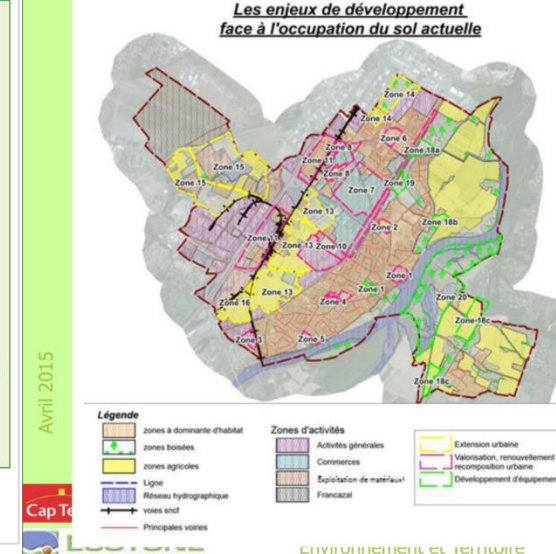 Les enjeux de développement
face à l'occupation du sol actuelle
Zone 14
Zone 14
Zone 6
Zone 8
Zone 18a
Zone 11
Zone 8
Zone 15
Zone 15
Zone 7
Zone 19
Zone 13
Zone 18b
Zone 2
Zone 11
Zone 13
Zone 10
Zone 1
Zone 1
Zone 13
Zone 4
Zone 16
Zone 20
Zone 18c
Zone 3
Zone 5
Zone 18c
Avril 2015
Légende
zones à dominante d'habitat
zones boisées
zones agricoles
Ligne
Réseau hydrographique
voies sncf
Principales voiries
Zones d'activités
Activités générales
Commerces
Exploitation de matériaux
Francazal
Extension urbaine
Valorisation, renouvellement
recomposition urbaine
Développement d'équipemen
Cap Te
Environnement et Territoire